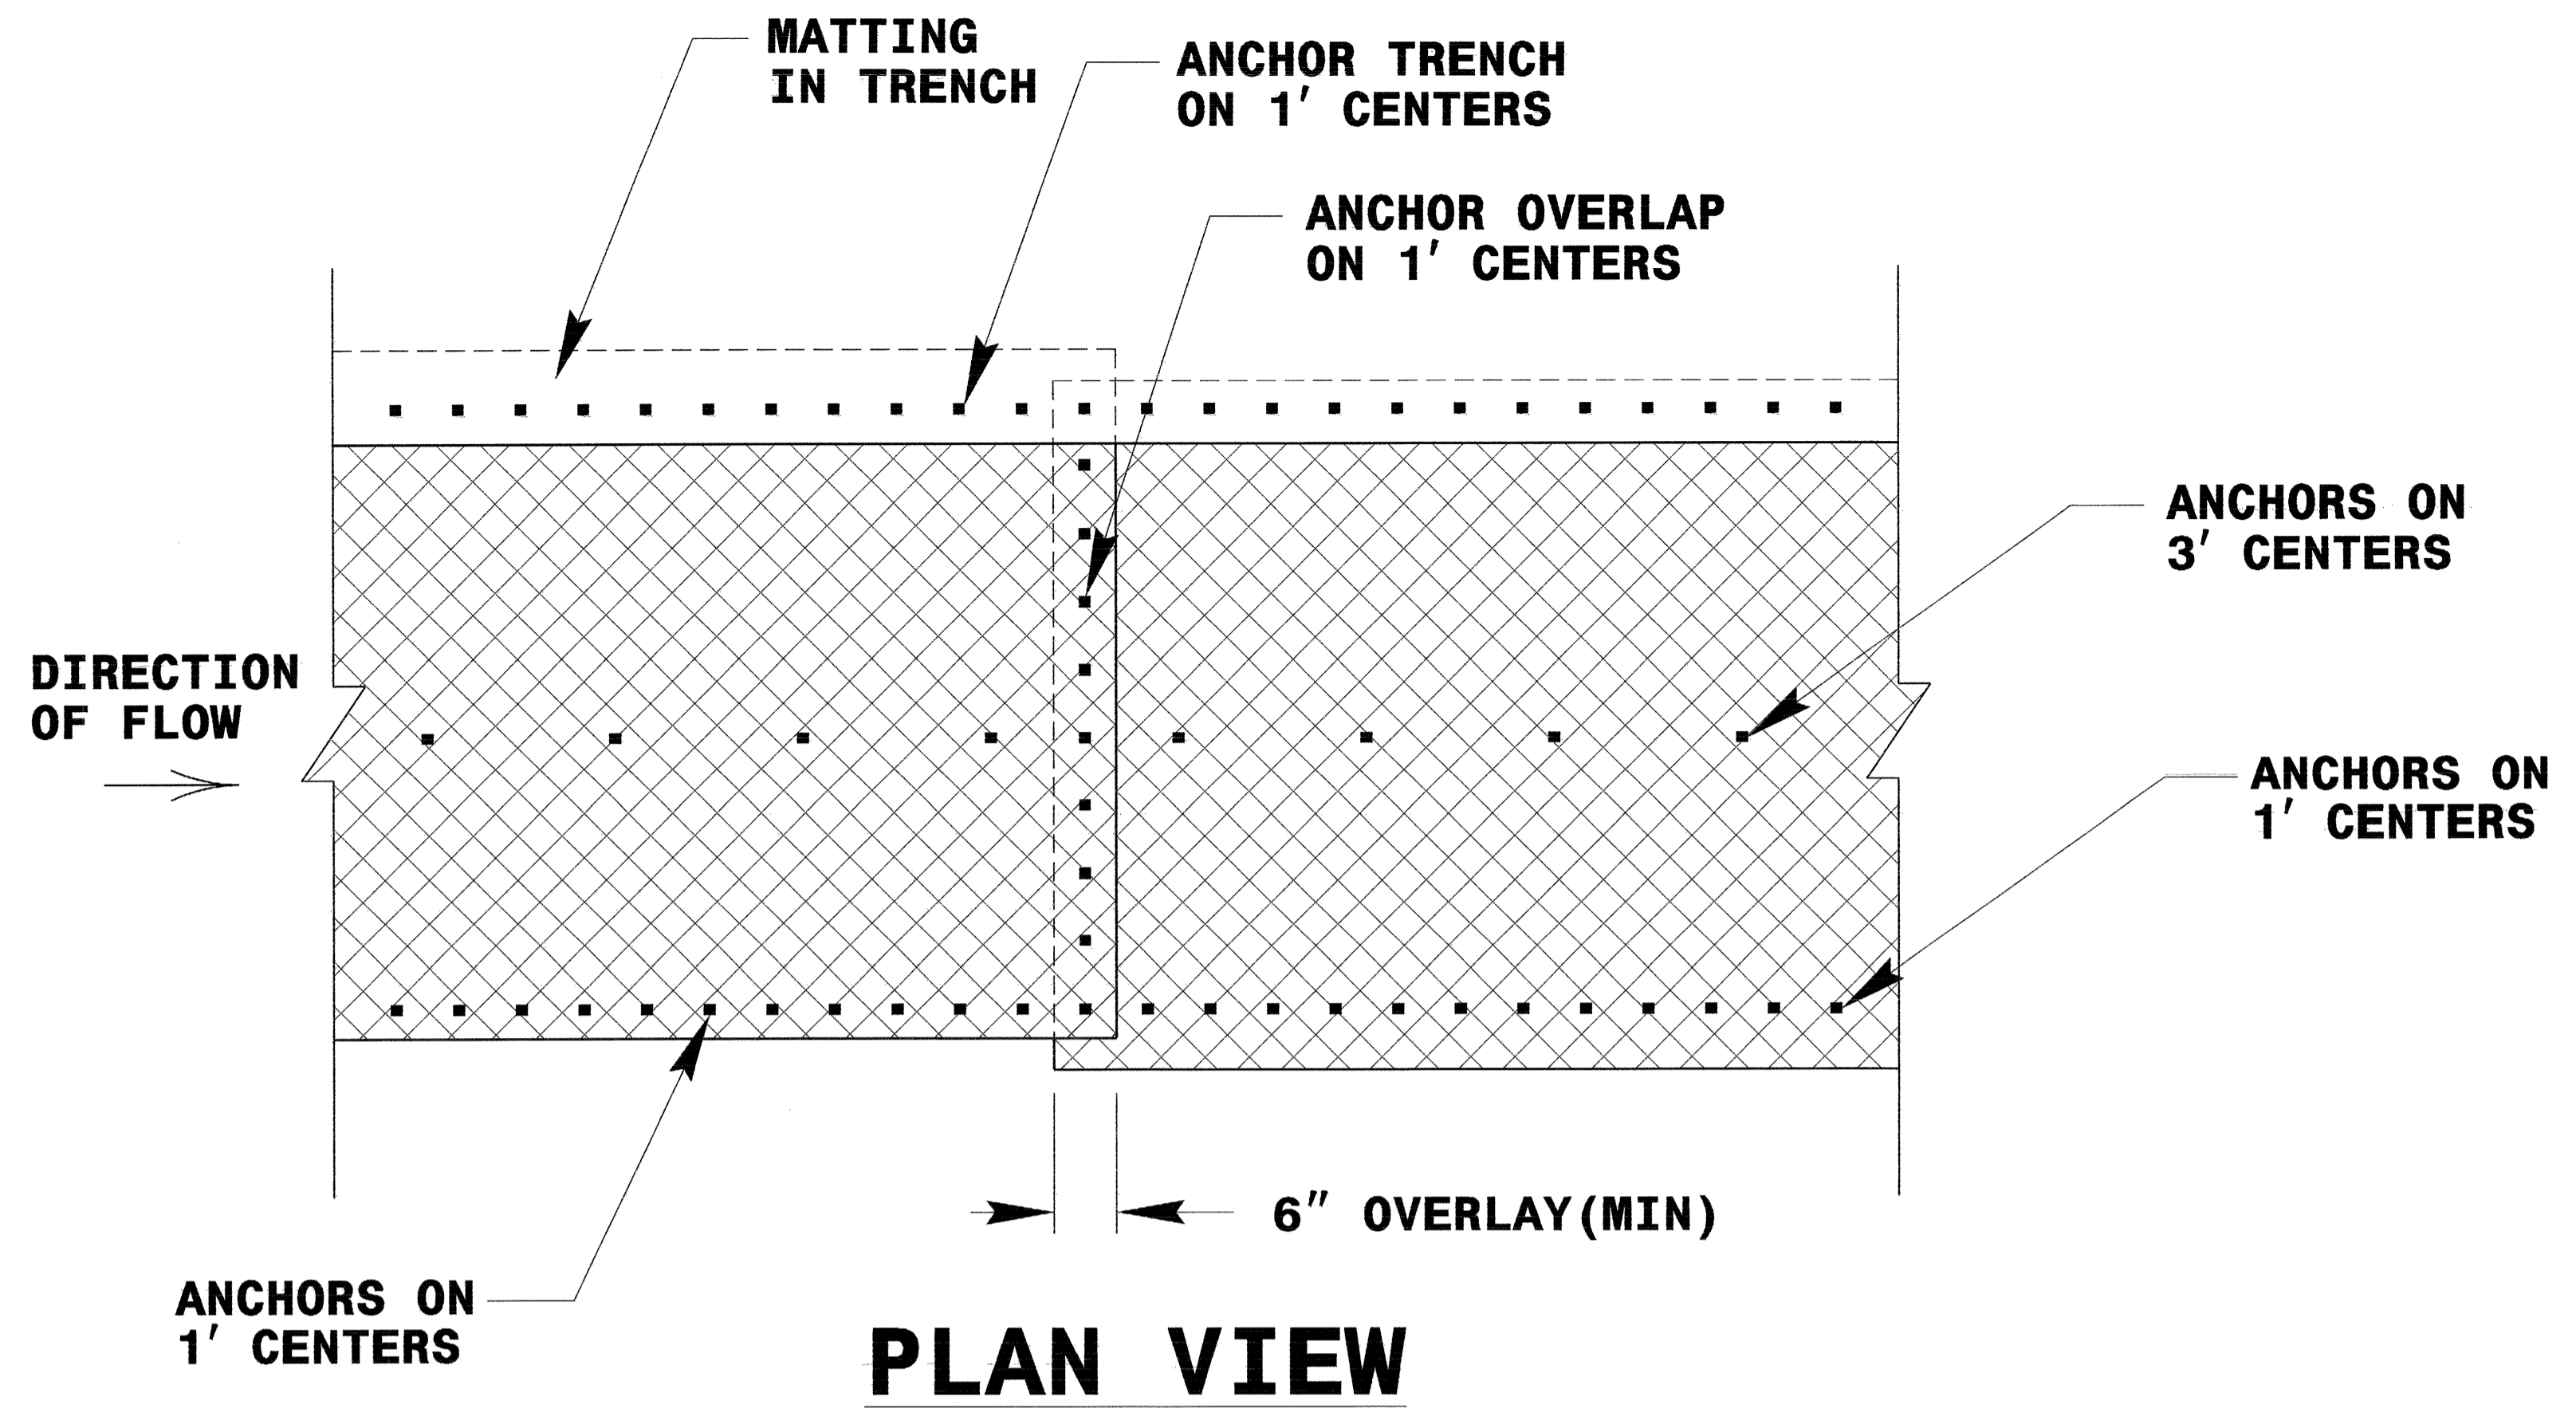 MATTING
IN TRENCH
ANCHOR TRENCH
ON 1' CENTERS
ANCHOR OVERLAP
ON 1' CENTERS
ANCHORS ON
3' CENTERS
DIRECTION
OF FLOW
ANCHORS ON
1' CENTERS
6" OVERLAY(MIN)
ANCHORS ON
1' CENTERS
PLAN VIEW